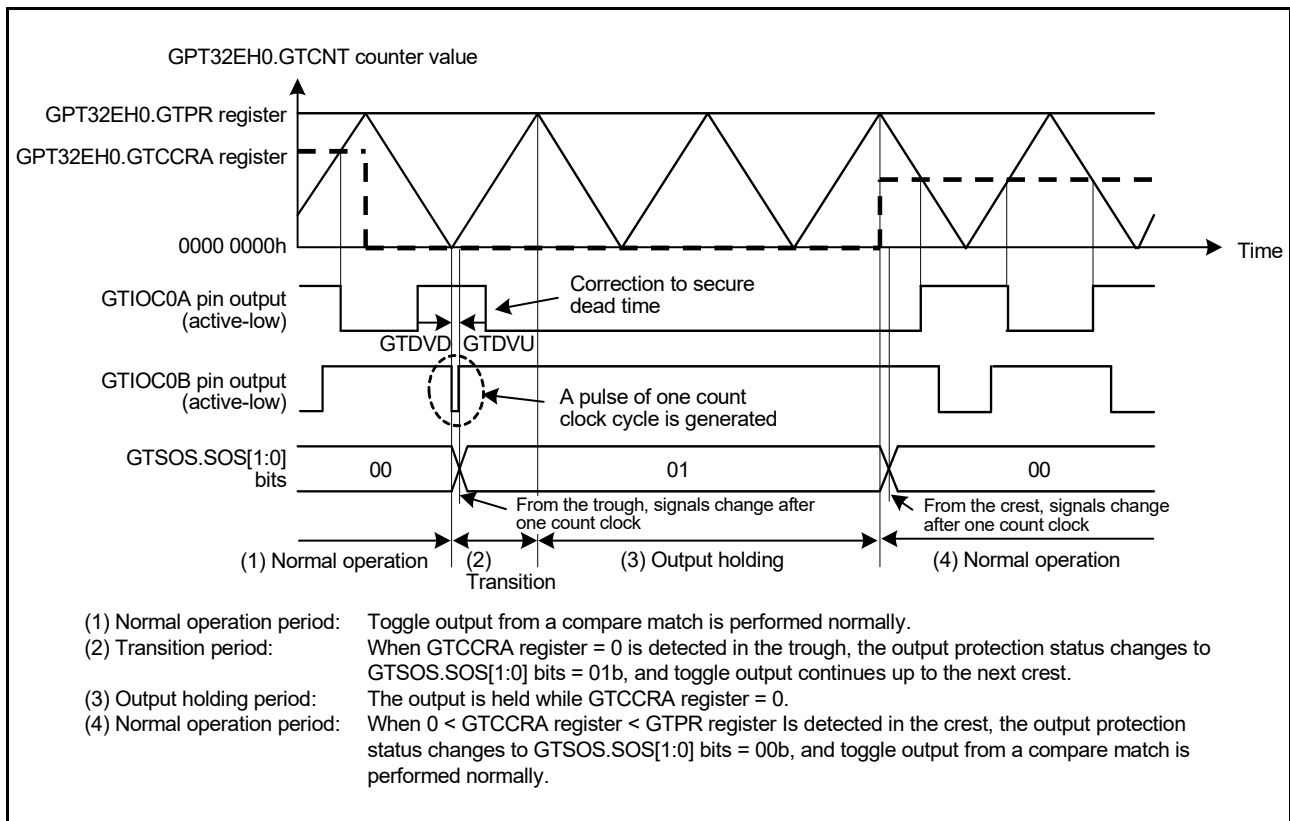 GPT32EH0.GTCNT counter value
GPT32EH0.GTPR register
GPT32EH0.GTCCRA register
0000 0000h
Time
GTIOC0A pin output
(active-low)
Correction to secure
dead time
GTDVD
GTDVU
GTIOC0B pin output
(active-low)
A pulse of one count
clock cycle is generated
GTSOS.SOS[1:0]
bits
00
01
00
From the trough, signals change after
one count clock
From the crest, signals change
after one count clock
(1) Normal operation
(2)
Transition
(3) Output holding
(4) Normal operation
(1) Normal operation period: Toggle output from a compare match is performed normally.
(2) Transition period: When GTCCRA register = 0 is detected in the trough, the output protection status changes to
GTSOS.SOS[1:0] bits = 01b, and toggle output continues up to the next crest.
(3) Output holding period: The output is held while GTCCRA register = 0.
(4) Normal operation period: When 0 < GTCCRA register < GTPR register Is detected in the crest, the output protection
status changes to GTSOS.SOS[1:0] bits = 00b, and toggle output from a compare match is
performed normally.